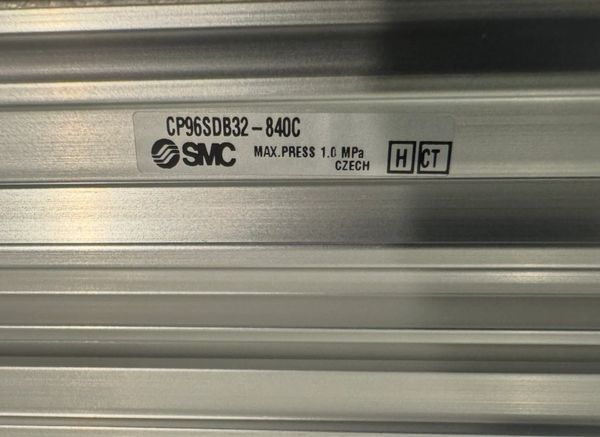 CP96SDB32-840C
SMC MAX.PRESS 1.0 MPa
CZECH H CT